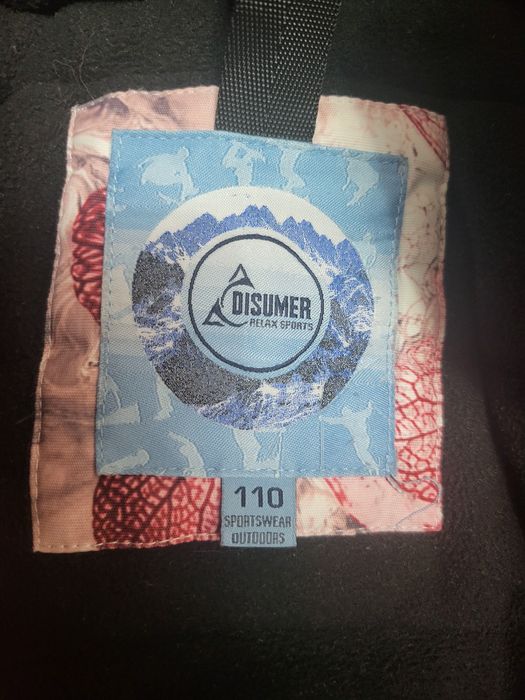 DISUMER
RELAX SPORTS
110
SPORTSWEAR
OUTDOORS